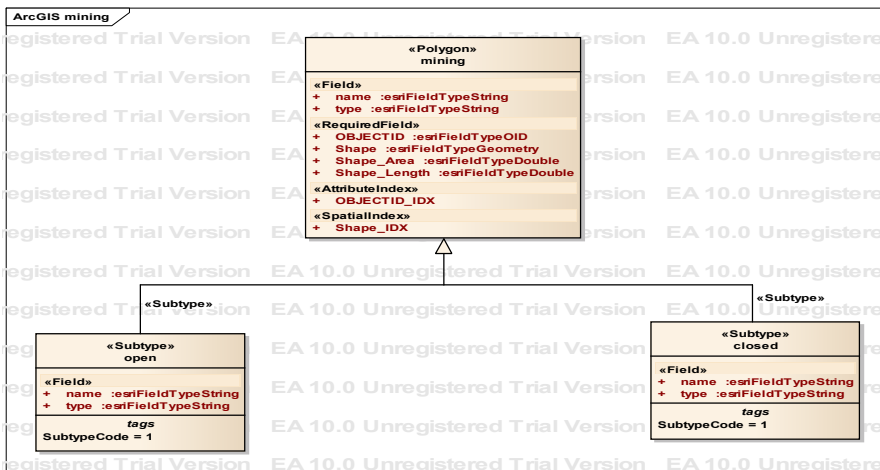 ArcGIS mining
EA 10.0 Unregistered Trial Version
«Polygon»
mining
«Field»
+ name :esriFieldTypeString
+ type :esriFieldTypeString
«RequiredField»
+ OBJECTID :esriFieldTypeOID
+ Shape :esriFieldTypeGeometry
+ Shape_Area :esriFieldTypeDouble
+ Shape_Length :esriFieldTypeDouble
«AttributeIndex»
+ OBJECTID_IDX
«SpatialIndex»
+ Shape_IDX
«Subtype»
«Subtype»
«Subtype»
open
«Field»
+ name :esriFieldTypeString
+ type :esriFieldTypeString
tags
SubtypeCode = 1
«Subtype»
closed
«Field»
+ name :esriFieldTypeString
+ type :esriFieldTypeString
tags
SubtypeCode = 1